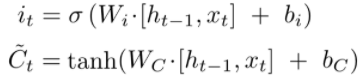 i_t = σ (W_i·[h_{t−1}, x_t] + b_i)
C̃_t = tanh(W_C·[h_{t−1}, x_t] + b_C)